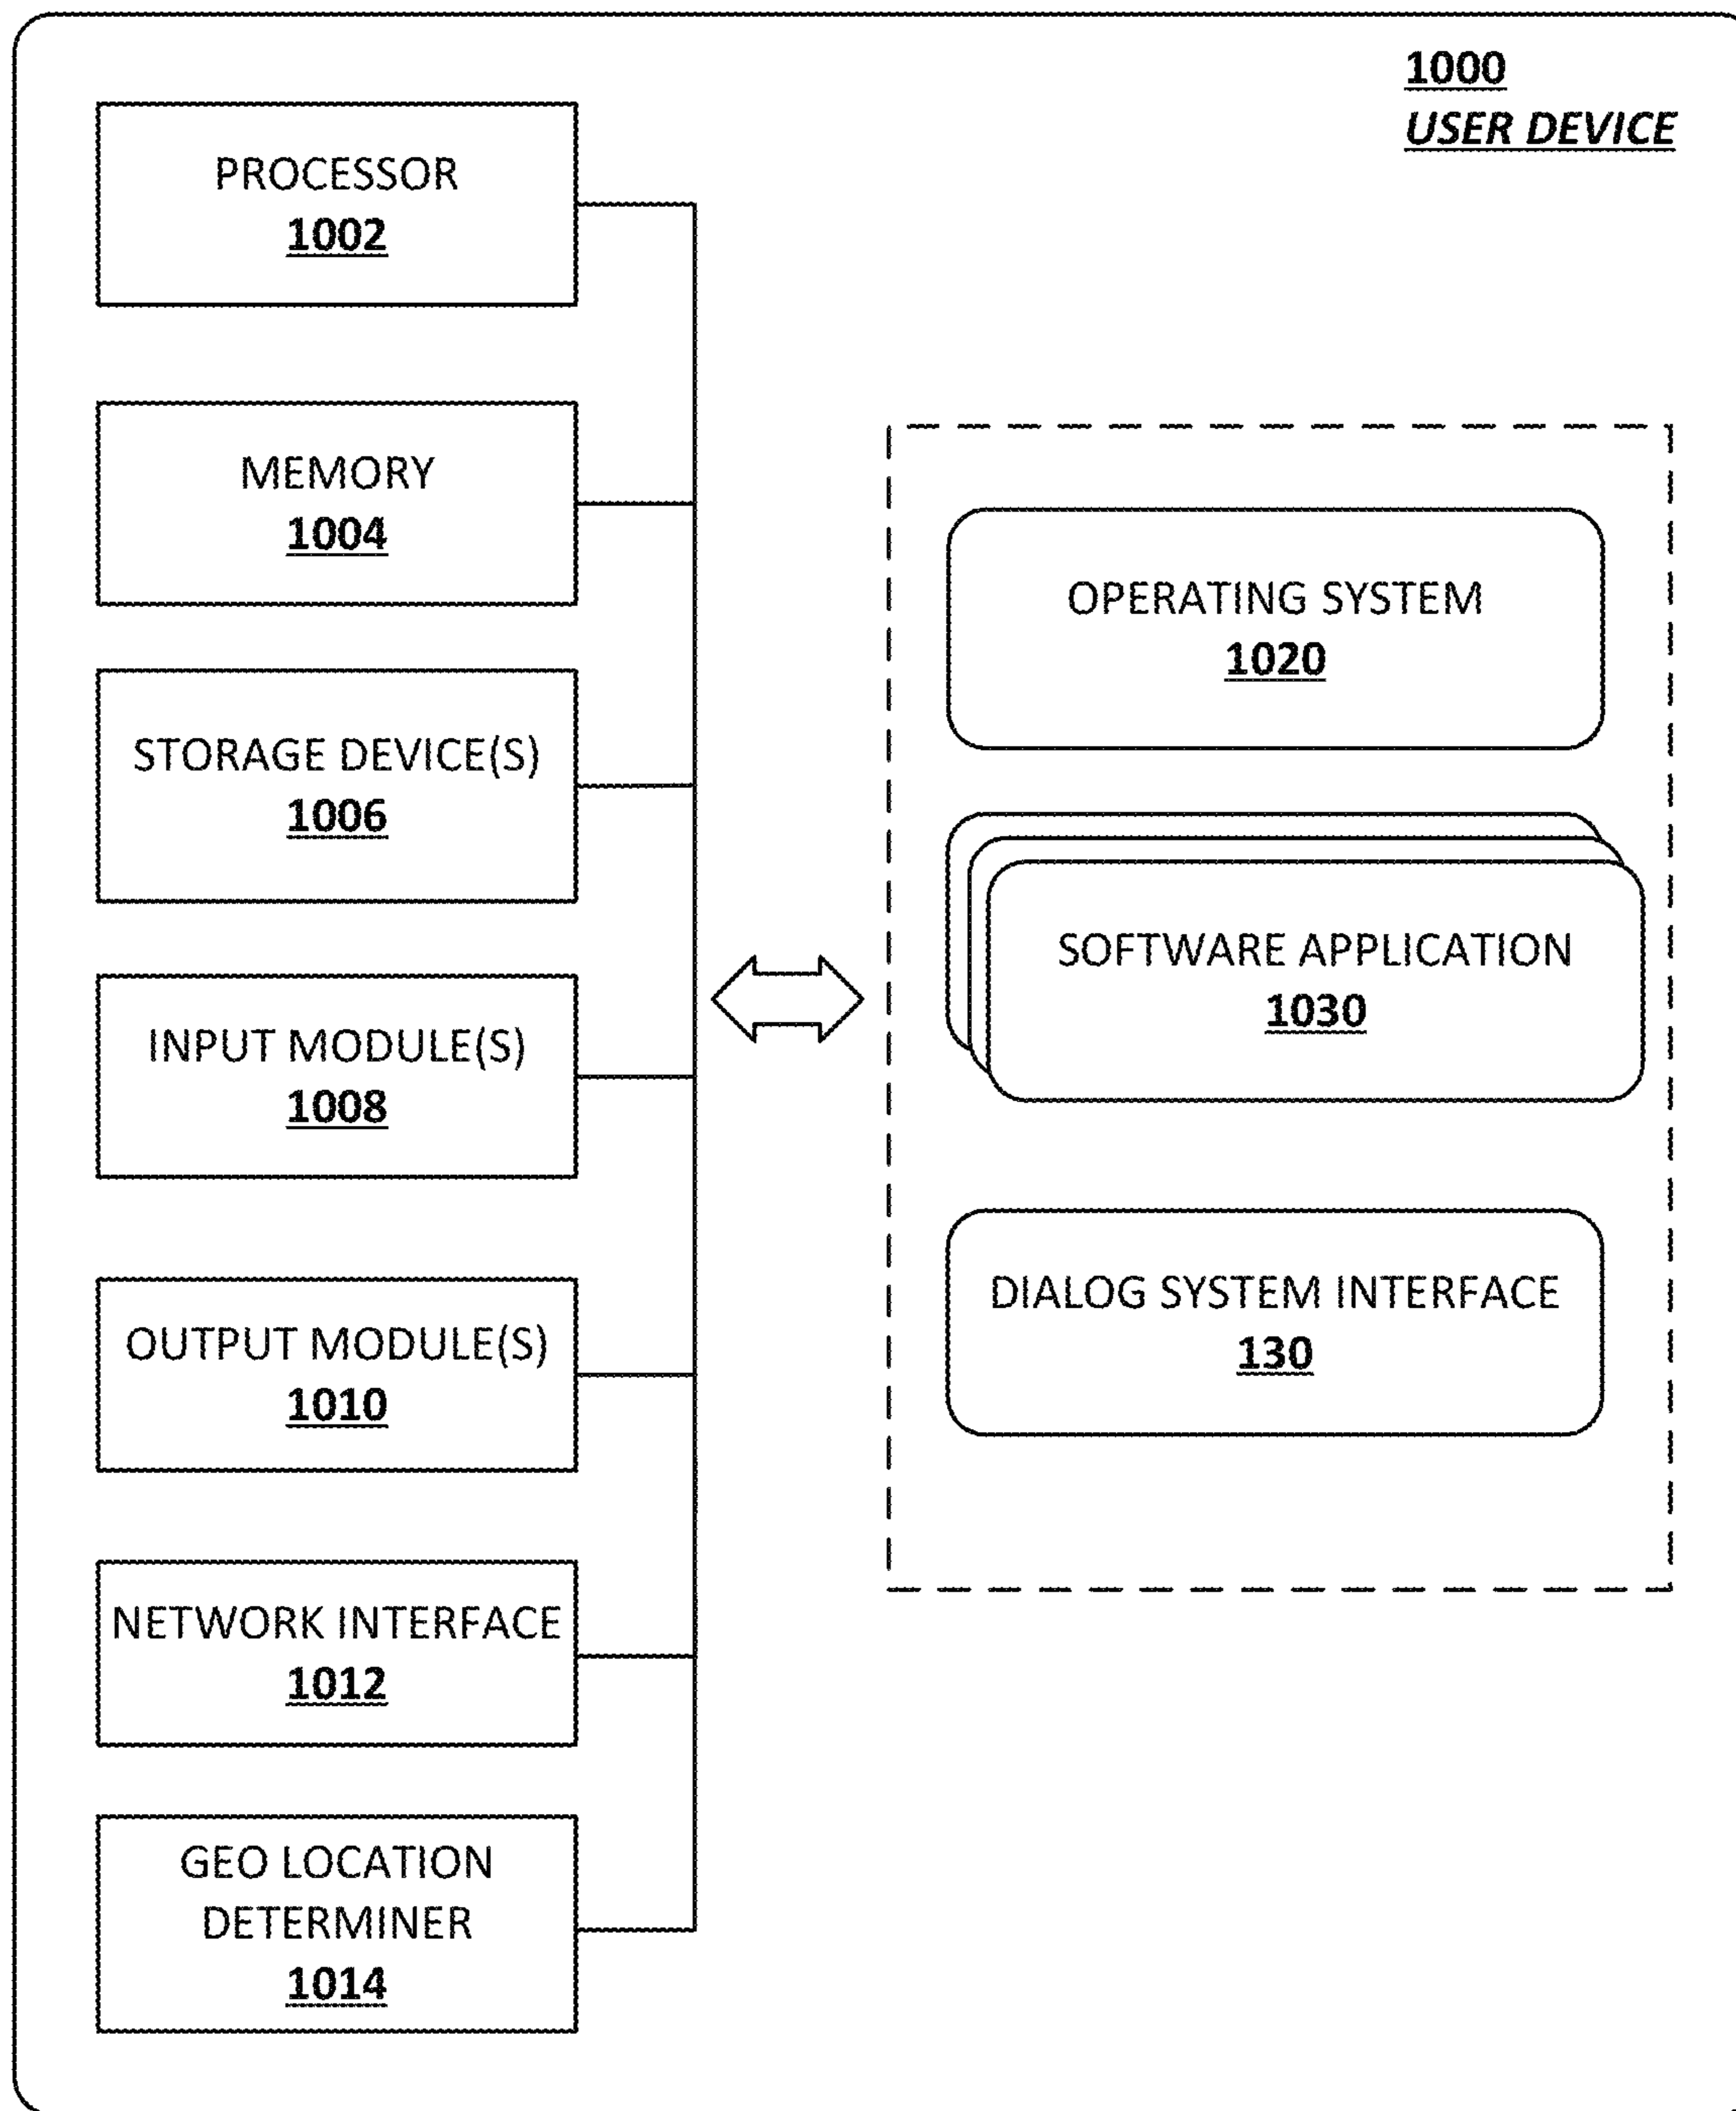 1000
USER DEVICE
PROCESSOR
1002
MEMORY
1004
STORAGE DEVICE(S)
1006
INPUT MODULE(S)
1008
OUTPUT MODULE(S)
1010
NETWORK INTERFACE
1012
GEO LOCATION
DETERMINER
1014
OPERATING SYSTEM
1020
SOFTWARE APPLICATION
1030
DIALOG SYSTEM INTERFACE
130